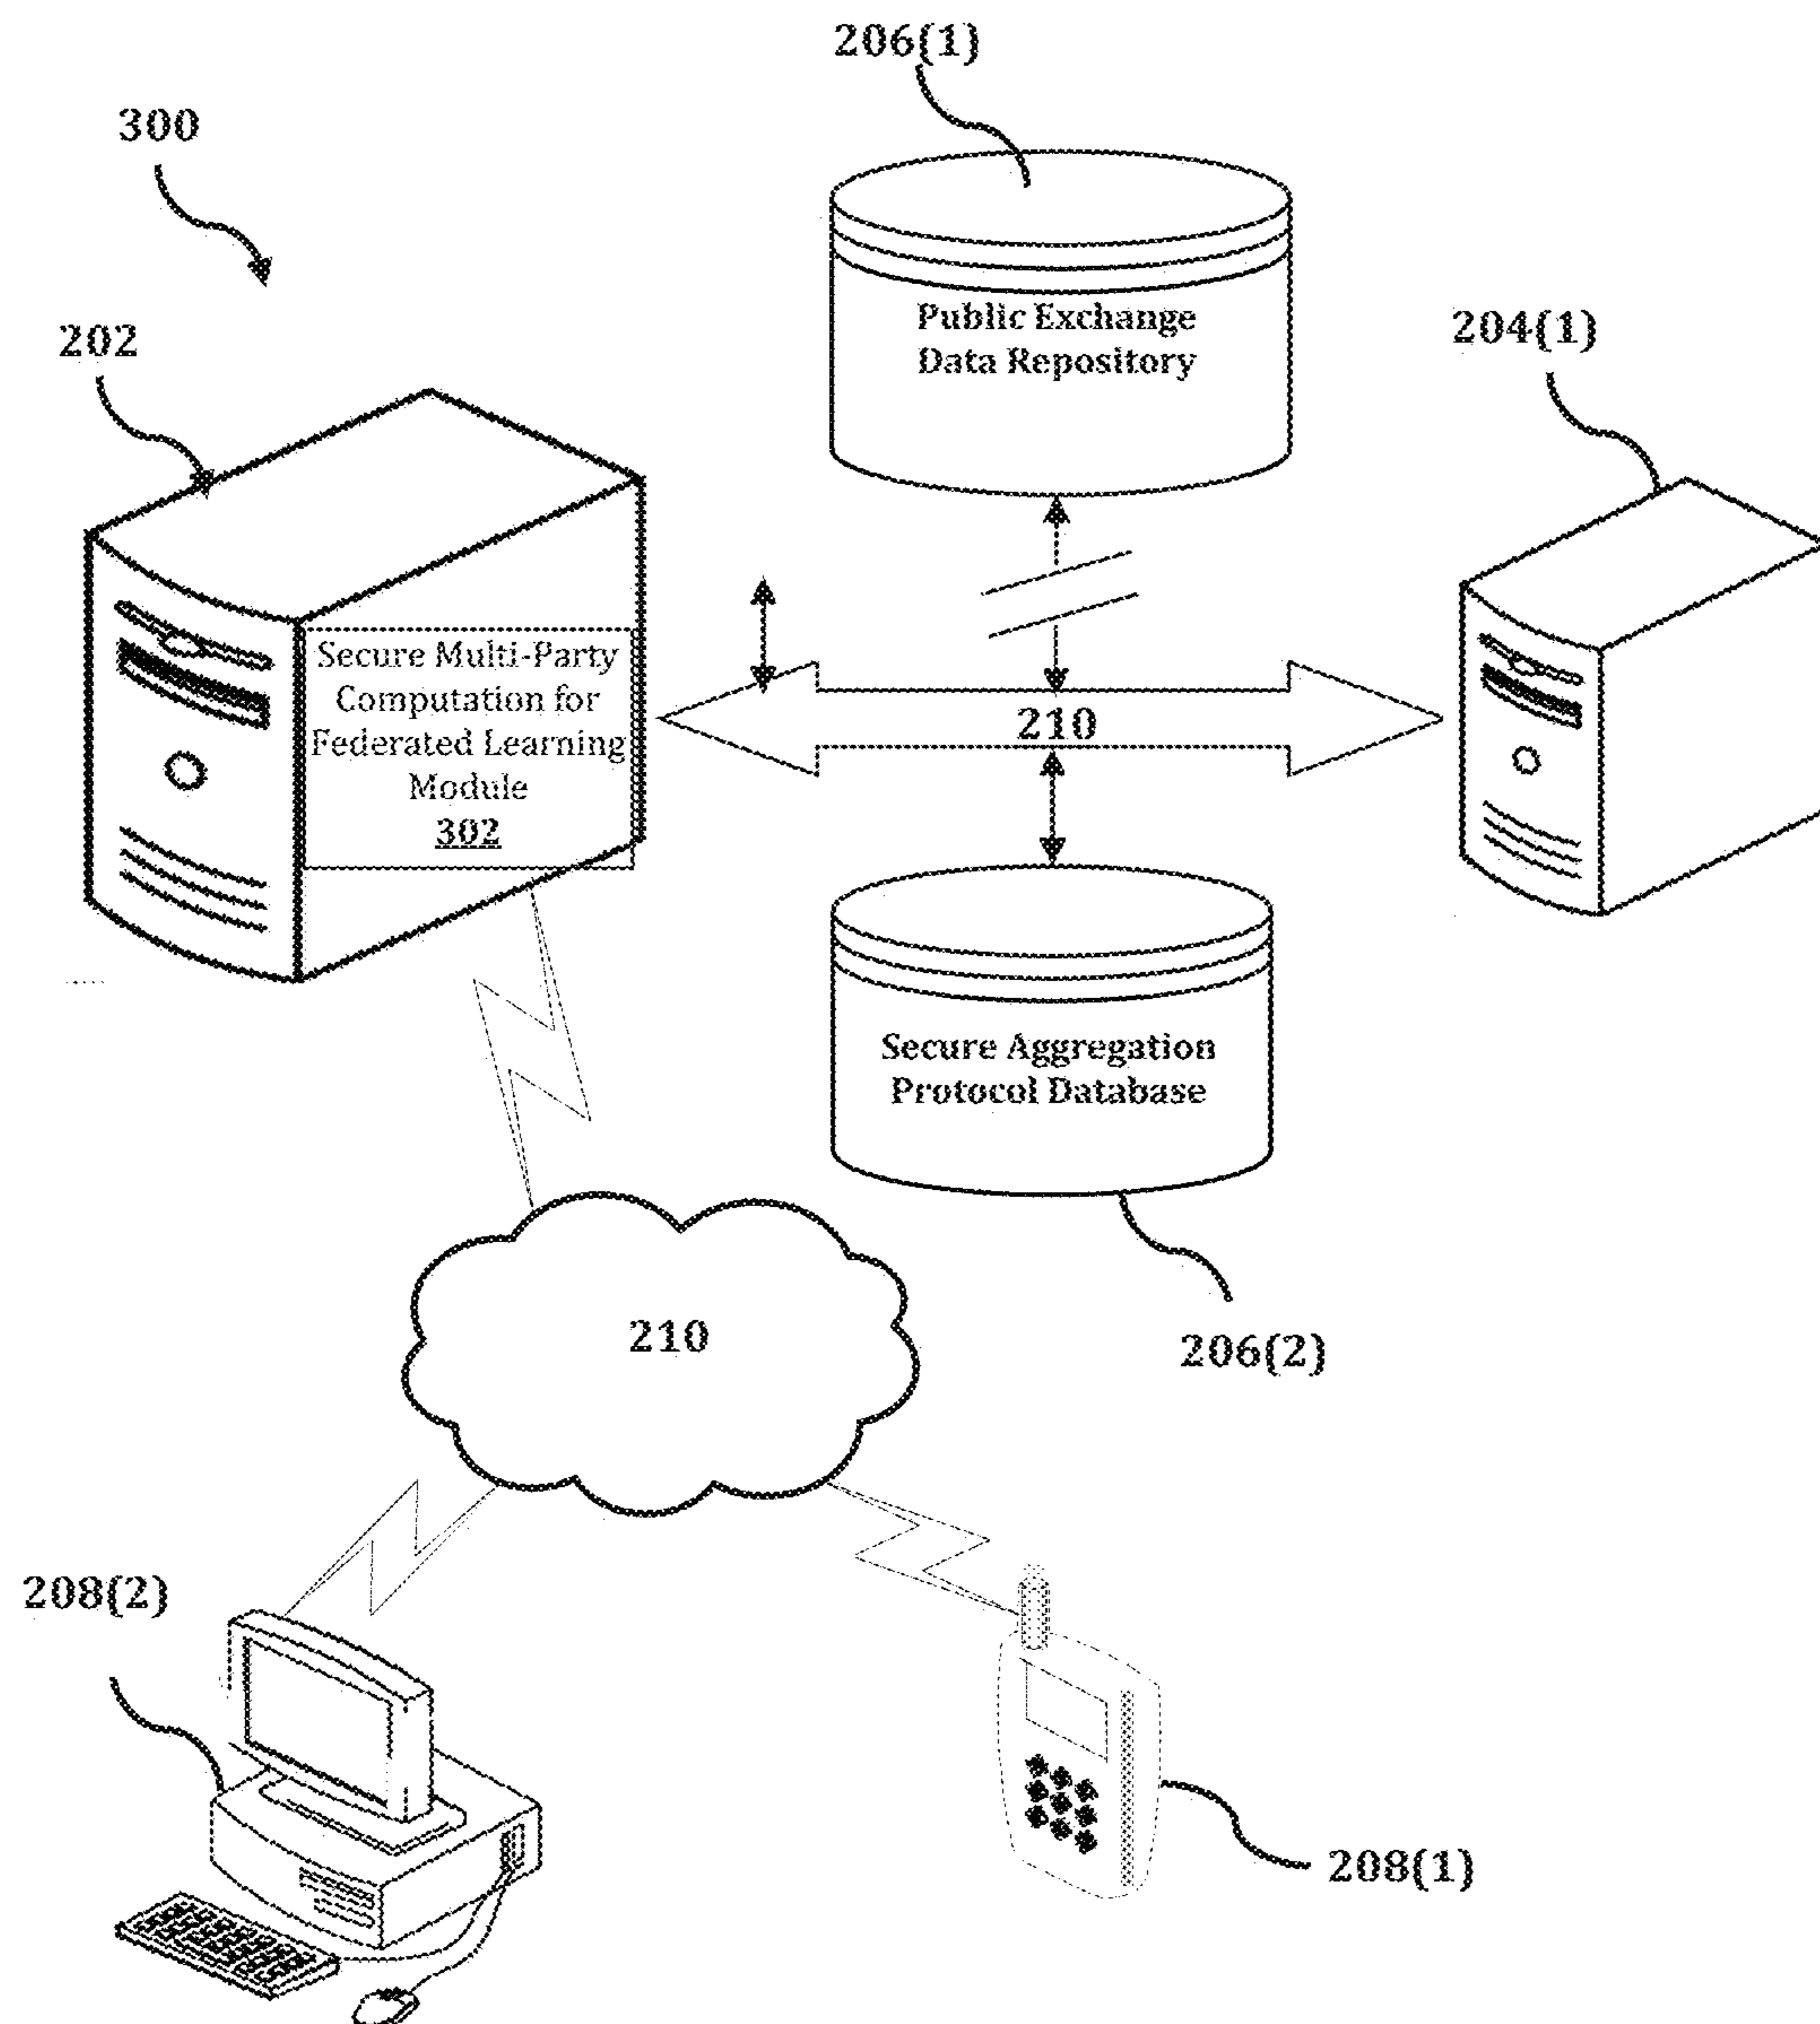 206(1)
300
Public Exchange
Data Repository
204(1)
202
Secure Multi-Party
Computation for
Federated Learning
Module
302
210
Secure Aggregation
Protocol Database
210
206(2)
208(2)
208(1)